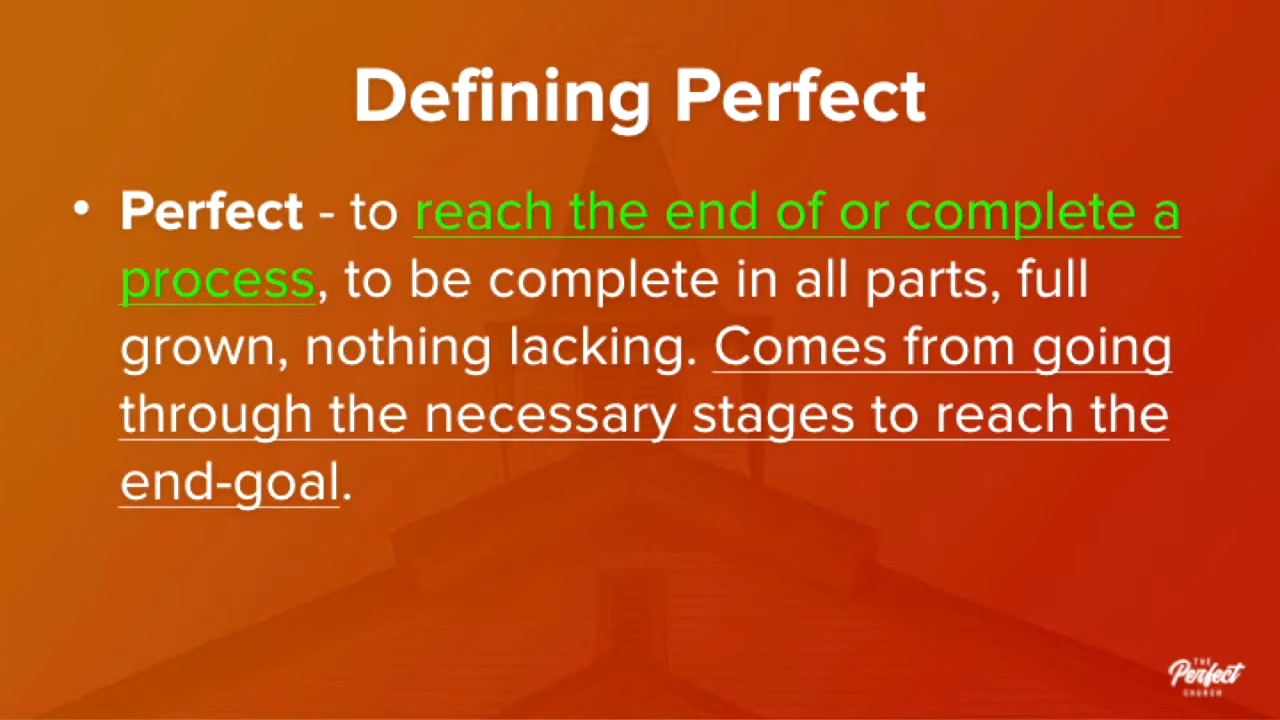 Defining Perfect
• Perfect - to reach the end of or complete a
process, to be complete in all parts, full
grown, nothing lacking. Comes from going
through the necessary stages to reach the
end-goal.
THE
Perfect
CHURCH